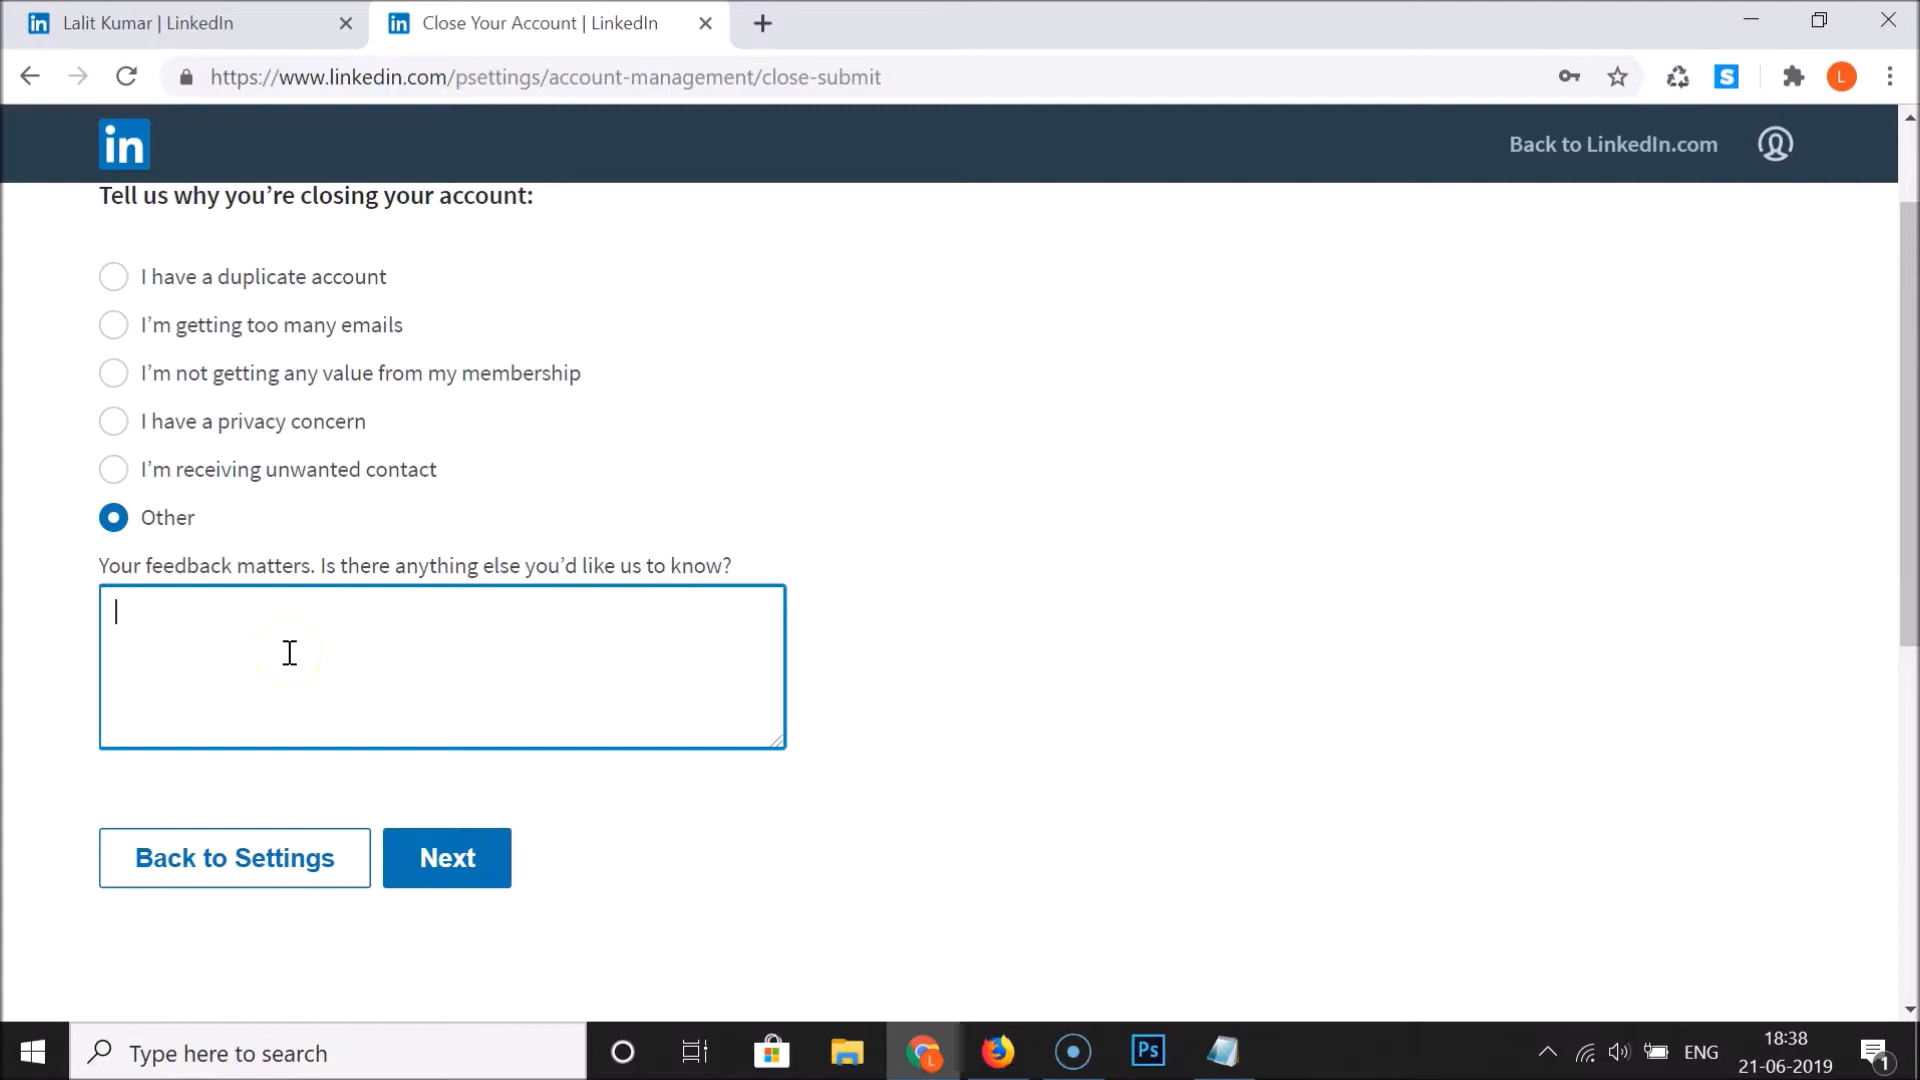 Lalit Kumar | LinkedIn
Close Your Account | LinkedIn
https://www.linkedin.com/psettings/account-management/close-submit
S
L
in
Back to LinkedIn.com
Tell us why you’re closing your account:
I have a duplicate account
I’m getting too many emails
I’m not getting any value from my membership
I have a privacy concern
I’m receiving unwanted contact
Other
Your feedback matters. Is there anything else you’d like us to know?
Back to Settings
Next
Type here to search
L
Ps
ENG
18:38
21-06-2019
1